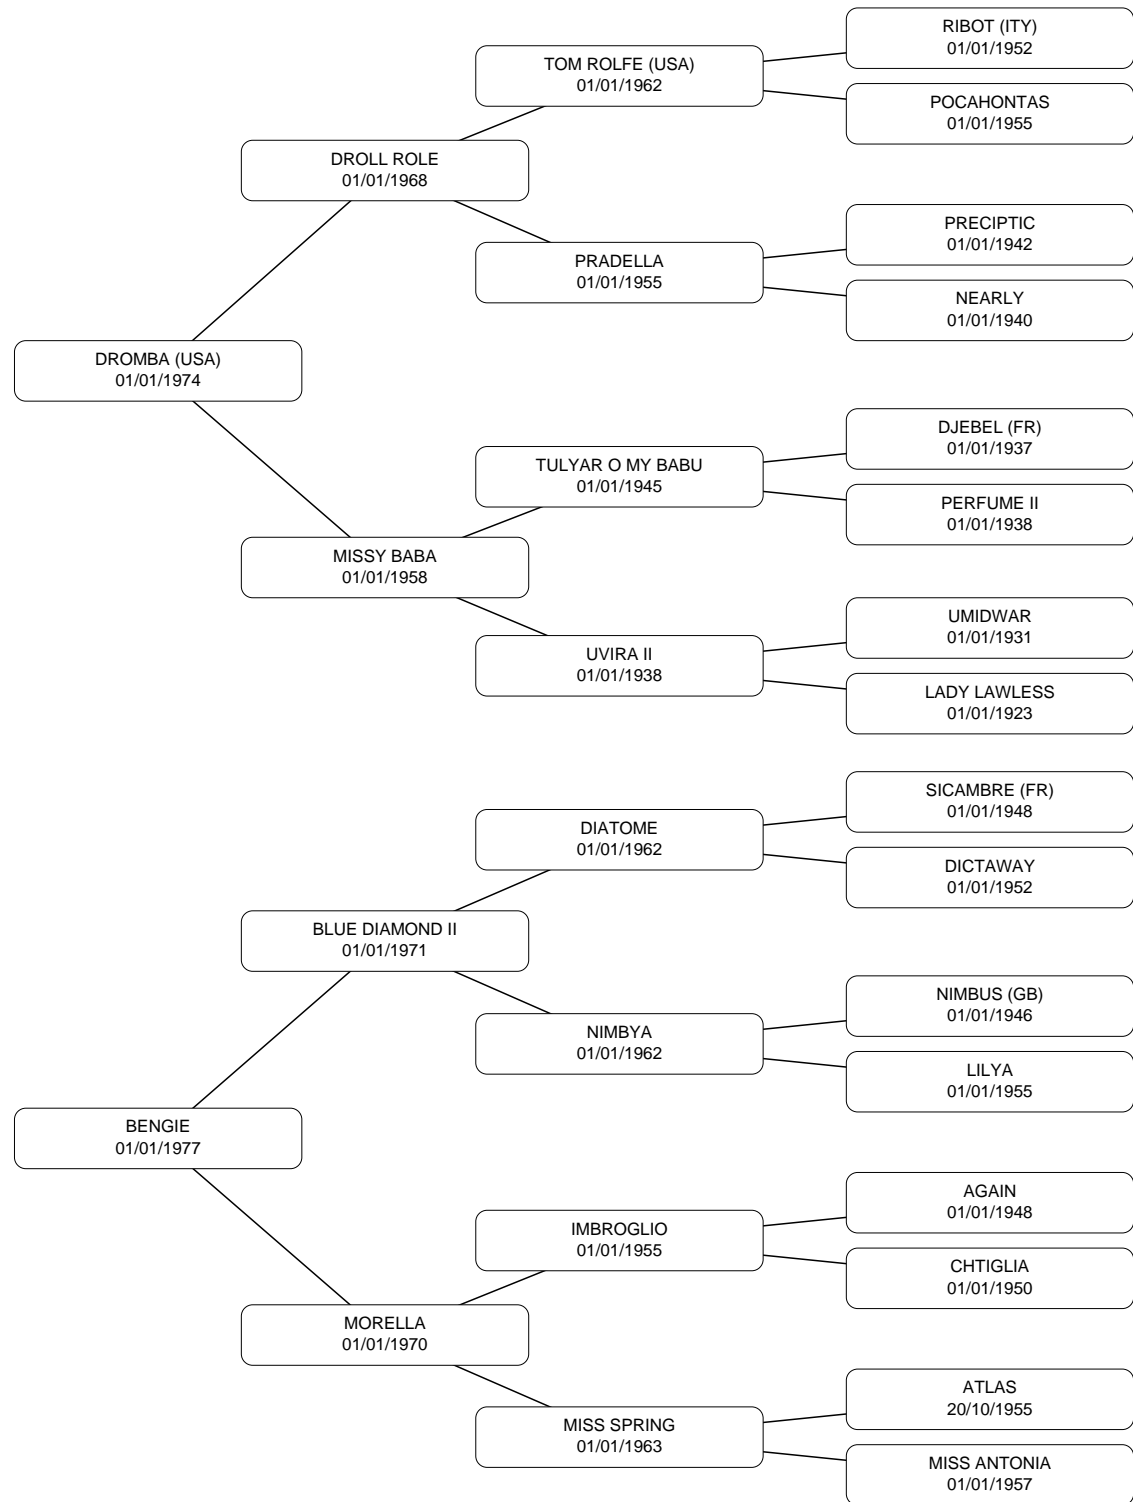 RIBOT (ITY)
01/01/1952
TOM ROLFE (USA)
01/01/1962
POCAHONTAS
01/01/1955
DROLL ROLE
01/01/1968
PRECIPTIC
01/01/1942
PRADELLA
01/01/1955
NEARLY
01/01/1940
DROMBA (USA)
01/01/1974
DJEBEL (FR)
01/01/1937
TULYAR O MY BABU
01/01/1945
PERFUME II
01/01/1938
MISSY BABA
01/01/1958
UMIDWAR
01/01/1931
UVIRA II
01/01/1938
LADY LAWLESS
01/01/1923
SICAMBRE (FR)
01/01/1948
DIATOME
01/01/1962
DICTAWAY
01/01/1952
BLUE DIAMOND II
01/01/1971
NIMBUS (GB)
01/01/1946
NIMBYA
01/01/1962
LILYA
01/01/1955
BENGIE
01/01/1977
AGAIN
01/01/1948
IMBROGLIO
01/01/1955
CHTIGLIA
01/01/1950
MORELLA
01/01/1970
ATLAS
20/10/1955
MISS SPRING
01/01/1963
MISS ANTONIA
01/01/1957